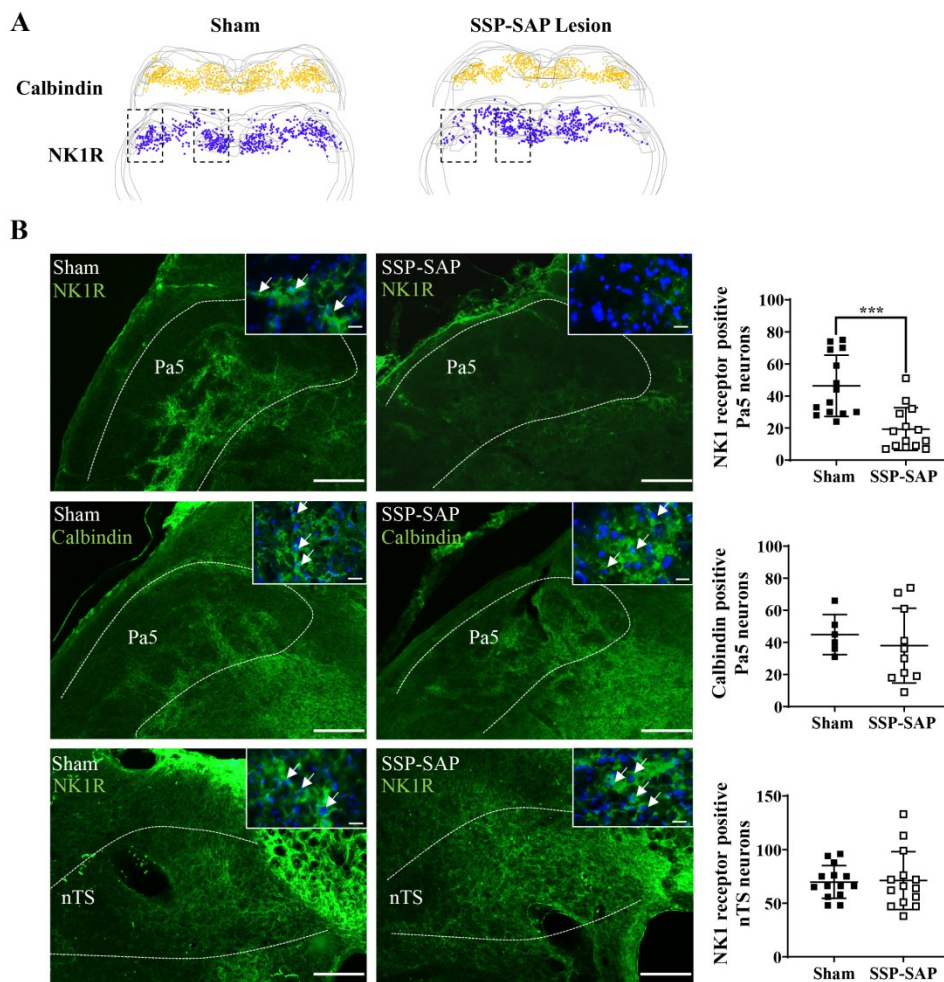 A
Sham
SSP-SAP Lesion
Calbindin
NK1R
B
Sham
NK1R
Pa5
SSP-SAP
NK1R
Pa5
NK1 receptor positive
Pa5 neurons
100
80
60
40
20
0
***
Sham
SSP-SAP
Sham
Calbindin
Pa5
SSP-SAP
Calbindin
Pa5
Calbindin positive
Pa5 neurons
100
80
60
40
20
0
Sham
SSP-SAP
Sham
NK1R
nTS
SSP-SAP
NK1R
nTS
NK1 receptor positive
nTS neurons
150
100
50
0
Sham
SSP-SAP